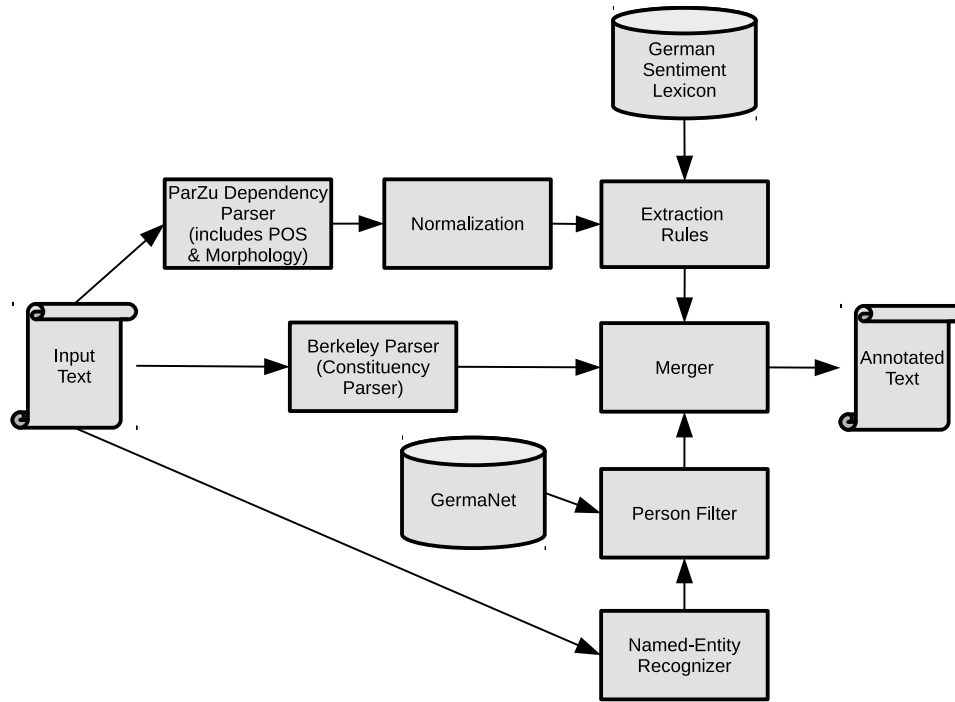 German
Sentiment
Lexicon
ParZu Dependency
Parser
(includes POS
& Morphology)
Normalization
Extraction
Rules
Input
Text
Berkeley Parser
(Constituency
Parser)
Merger
Annotated
Text
GermaNet
Person Filter
Named-Entity
Recognizer